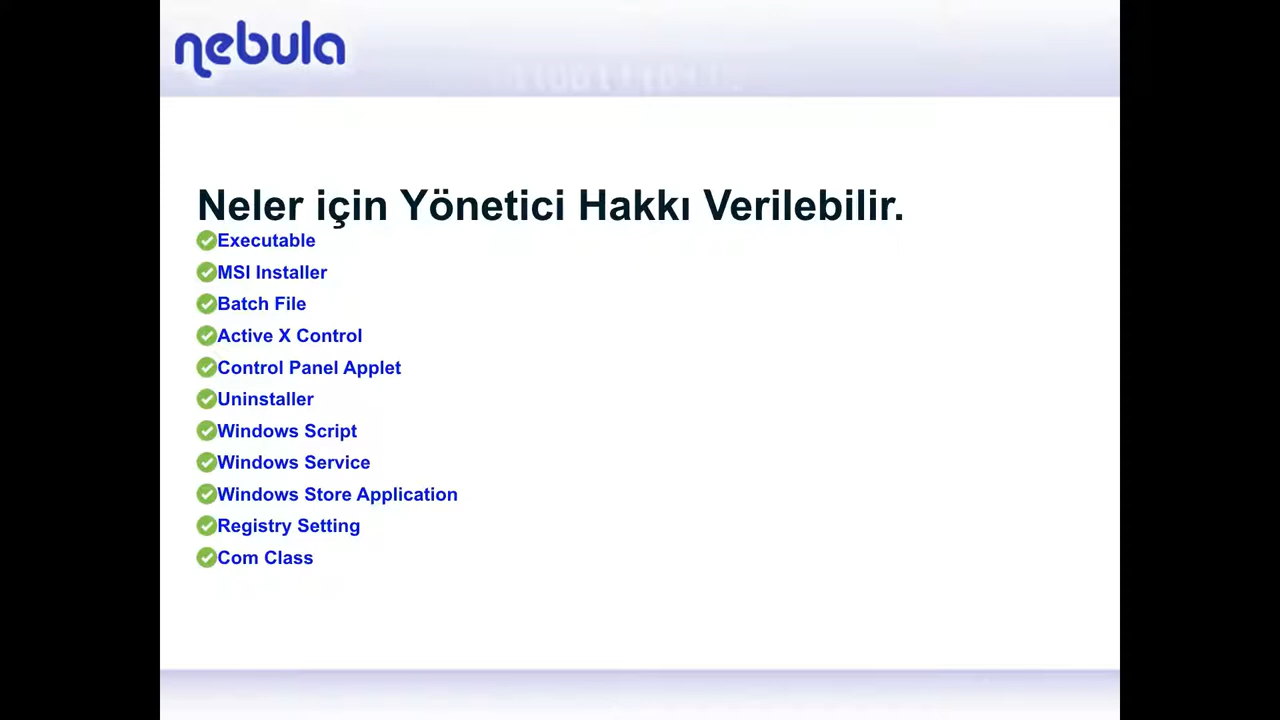 nebula
Neler için Yönetici Hakkı Verilebilir.
Executable
MSI Installer
Batch File
Active X Control
Control Panel Applet
Uninstaller
Windows Script
Windows Service
Windows Store Application
Registry Setting
Com Class